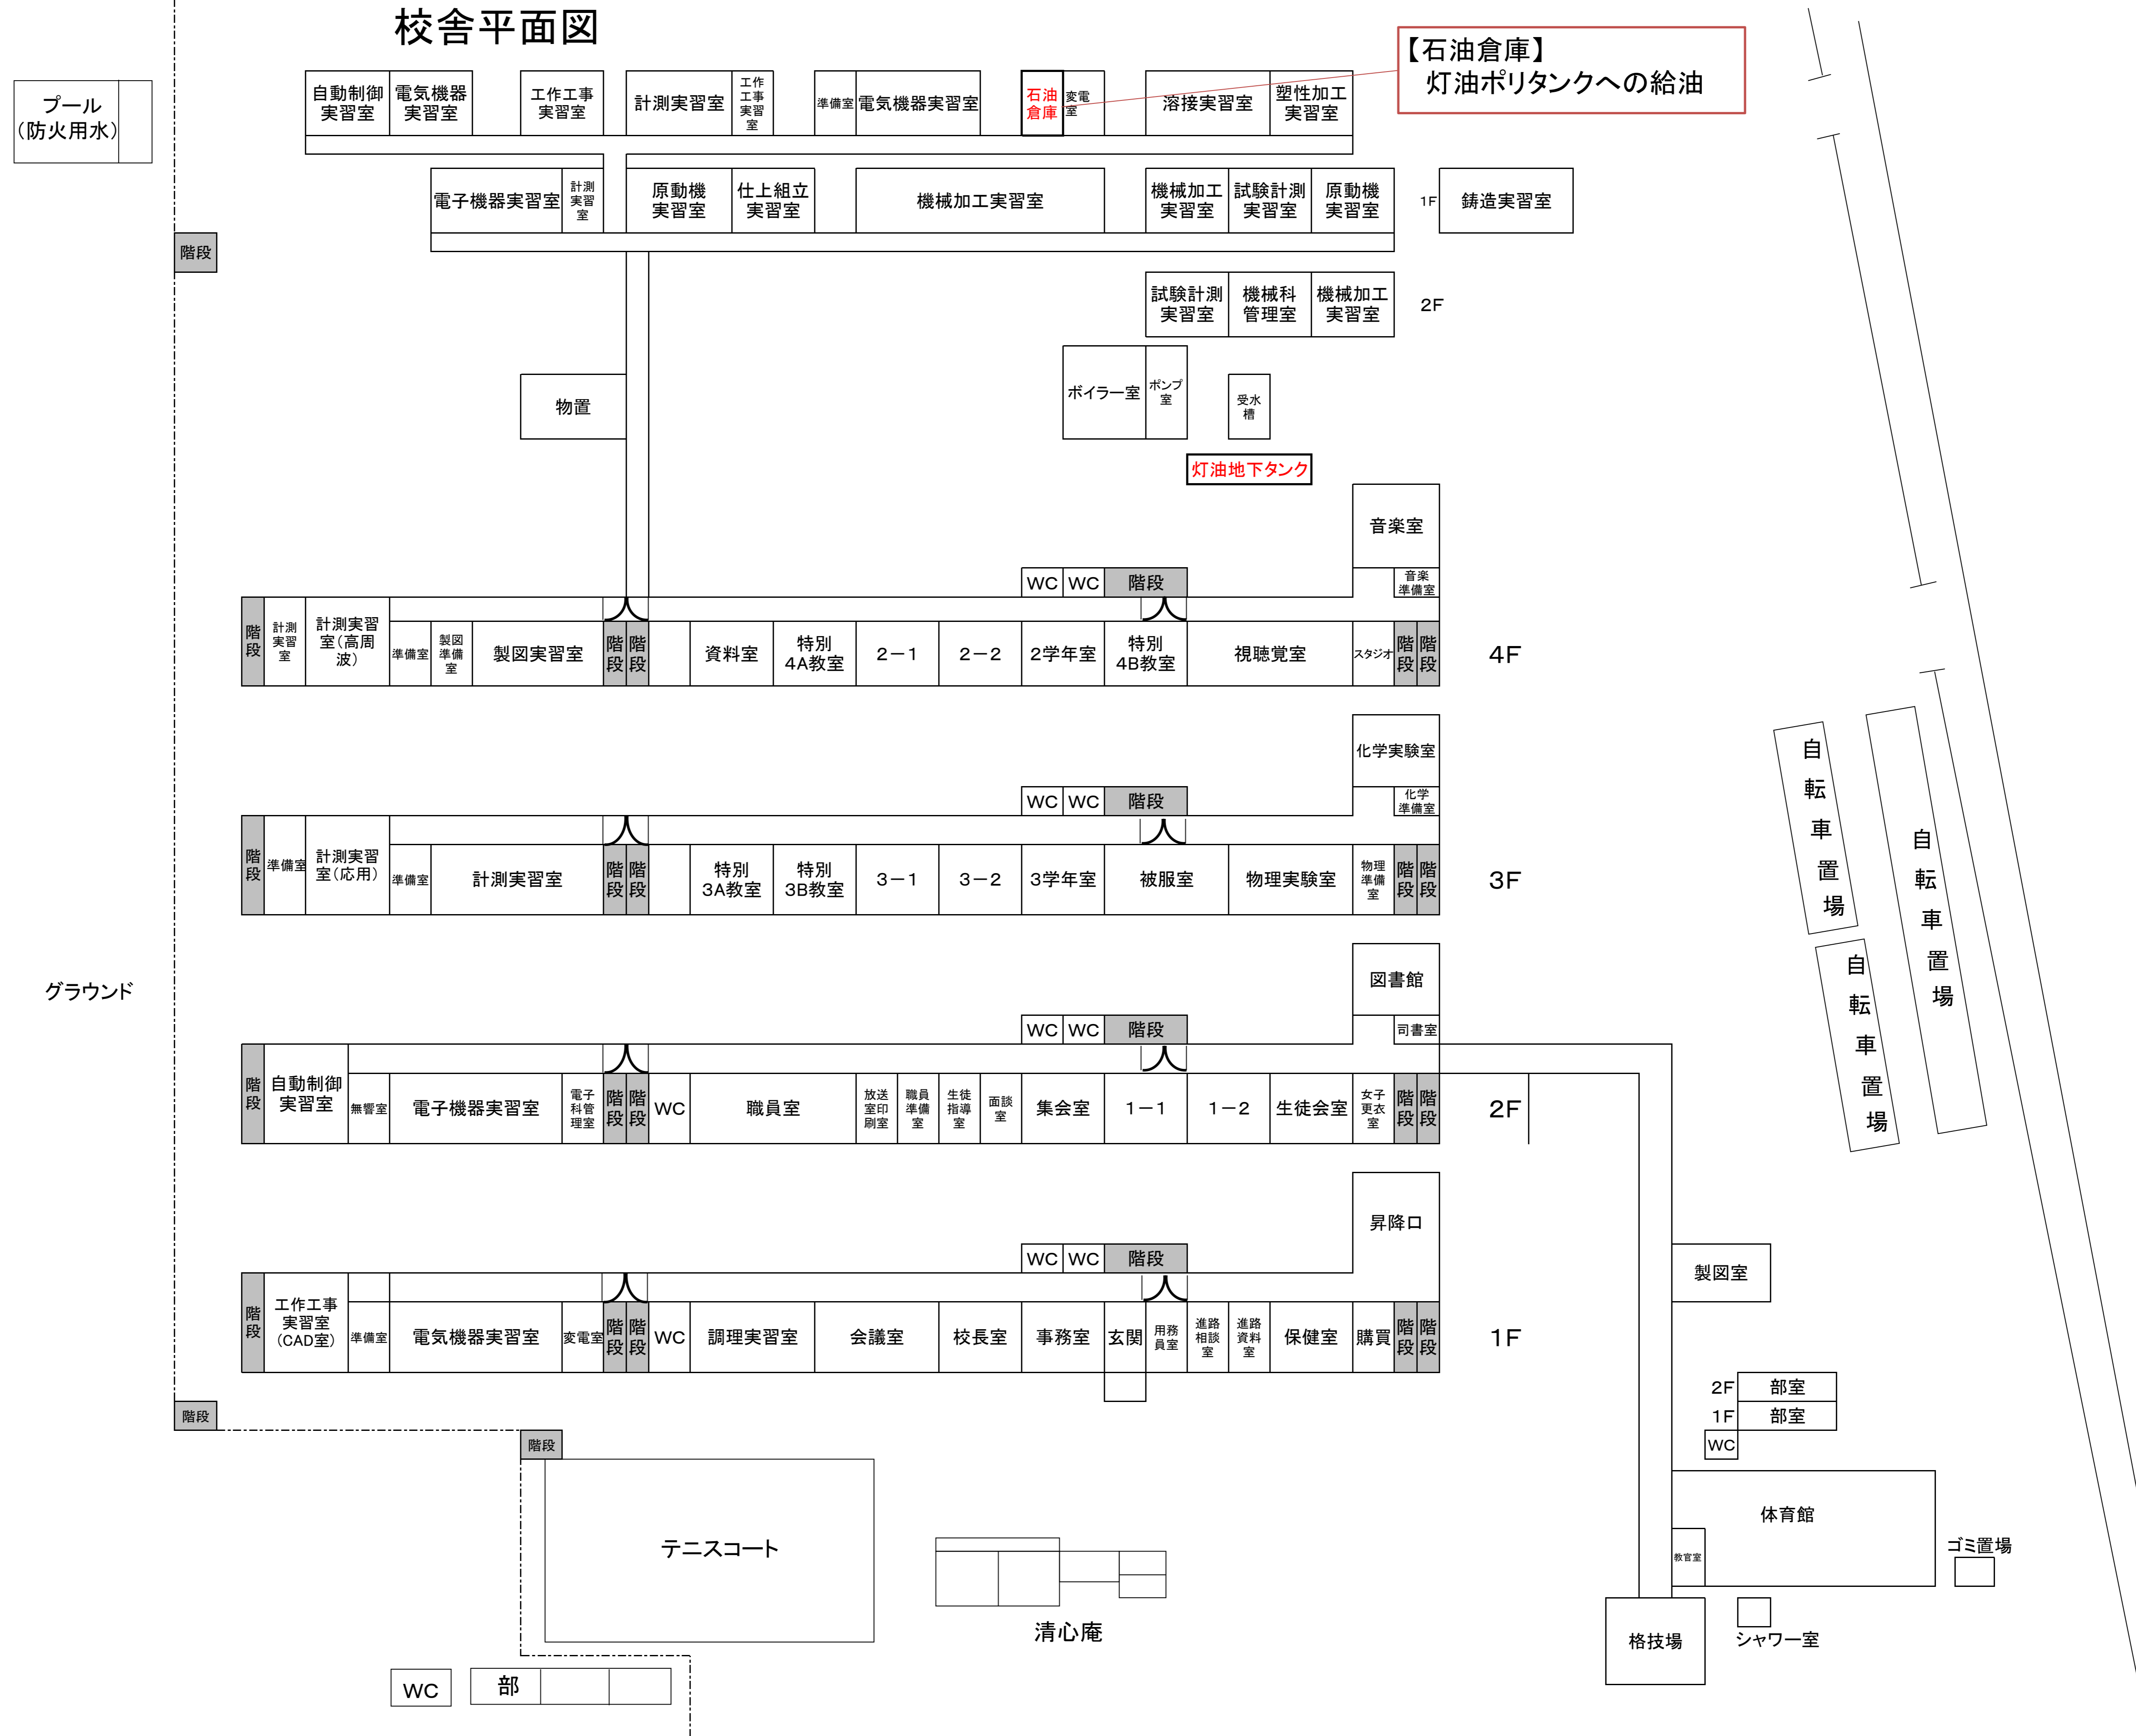 校舎平面図
【石油倉庫】
灯油ポリタンクへの給油
プール
（防火用水）
自動制御
実習室
電気機器
実習室
工作工事
実習室
計測実習室
工作
工事
実習
室
準備室
電気機器実習室
石油
倉庫
変電
室
溶接実習室
塑性加工
実習室
電子機器実習室
計測
実習
室
原動機
実習室
仕上組立
実習室
機械加工実習室
機械加工
実習室
試験計測
実習室
原動機
実習室
1F
鋳造実習室
階段
試験計測
実習室
機械科
管理室
機械加工
実習室
2F
物置
ボイラー室
ポンプ
室
受水
槽
灯油地下タンク
音楽室
WC
WC
階段
音楽
準備室
階
段
計測
実習
室
計測実習
室（高周
波）
準備室
製図
準備
室
製図実習室
階
段
階
段
資料室
特別
4A教室
2－1
2－2
2学年室
特別
4B教室
視聴覚室
スタジオ
階
段
階
段
4F
化学実験室
WC
WC
階段
化学
準備室
階
段
準備室
計測実習
室（応用）
準備室
計測実習室
階
段
階
段
特別
3A教室
特別
3B教室
3－1
3－2
3学年室
被服室
物理実験室
物理
準備
室
階
段
階
段
3F
自転車置場
自転車置場
自転車置場
グラウンド
図書館
WC
WC
階段
司書室
階
段
自動制御
実習室
無響室
電子機器実習室
電子
科管
理室
階
段
階
段
WC
職員室
放送
室印
刷室
職員
準備
室
生徒
指導
室
面談
室
集会室
1－1
1－2
生徒会室
女子
更衣
室
階
段
階
段
2F
昇降口
WC
WC
階段
製図室
階
段
工作工事
実習室
（CAD室）
準備室
電気機器実習室
変電室
階
段
階
段
WC
調理実習室
会議室
校長室
事務室
玄関
用務
員室
進路
相談
室
進路
資料
室
保健室
購買
階
段
階
段
1F
2F
部室
1F
部室
WC
階段
階段
テニスコート
清心庵
体育館
教官室
ゴミ置場
格技場
シャワー室
WC
部